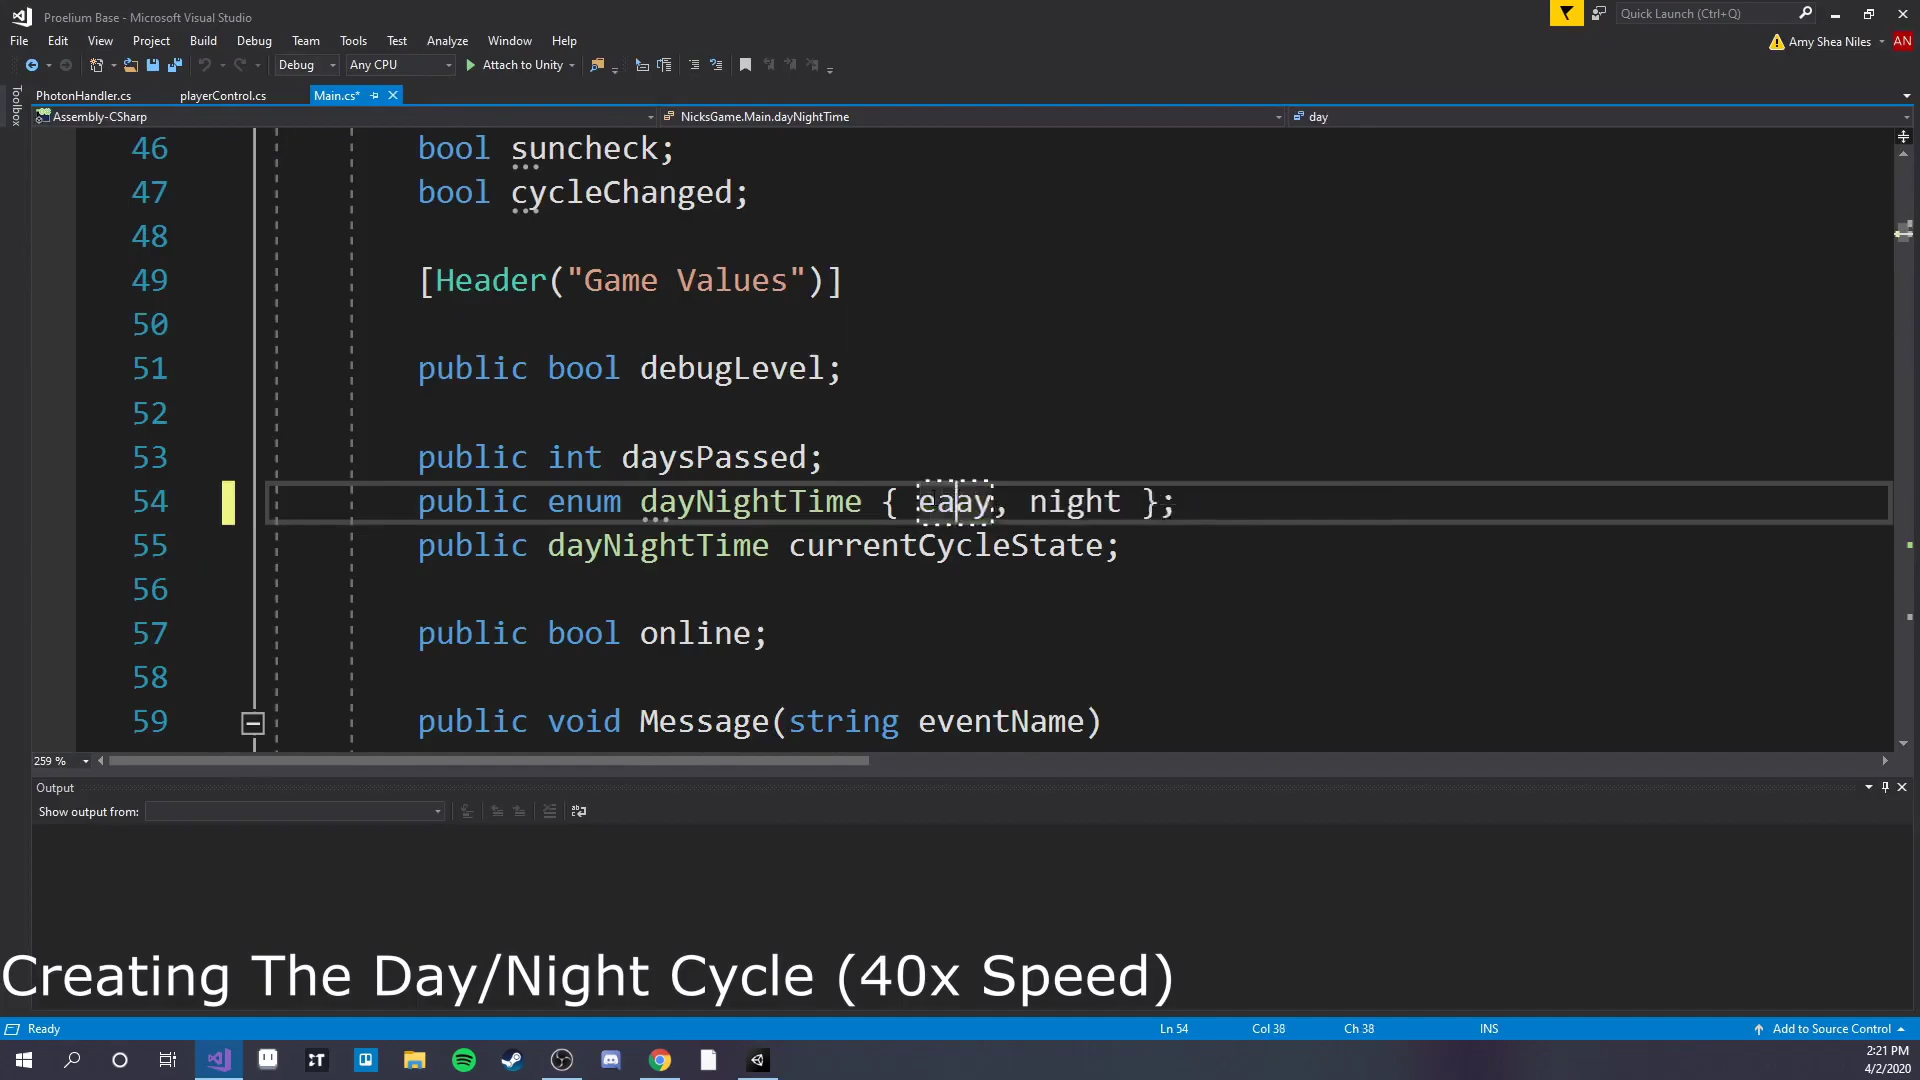 Proelium Base - Microsoft Visual Studio
Quick Launch (Ctrl+Q)
File Edit View Project Build Debug Team Tools Test Analyze Window Help
Amy Shea Niles AN
Debug Any CPU Attach to Unity
Toolbox
PhotonHandler.cs playerControl.cs Main.cs*
Assembly-CSharp NicksGame.Main.dayNightTime day
46 bool suncheck;
47 bool cycleChanged;
48
49 [Header("Game Values")]
50
51 public bool debugLevel;
52
53 public int daysPassed;
54 public enum dayNightTime { eaay, night };
55 public dayNightTime currentCycleState;
56
57 public bool online;
58
59 public void Message(string eventName)
259 %
Output
Show output from:
Creating The Day/Night Cycle (40x Speed)
Ready Ln 54 Col 38 Ch 38 INS Add to Source Control
2:21 PM
4/2/2020